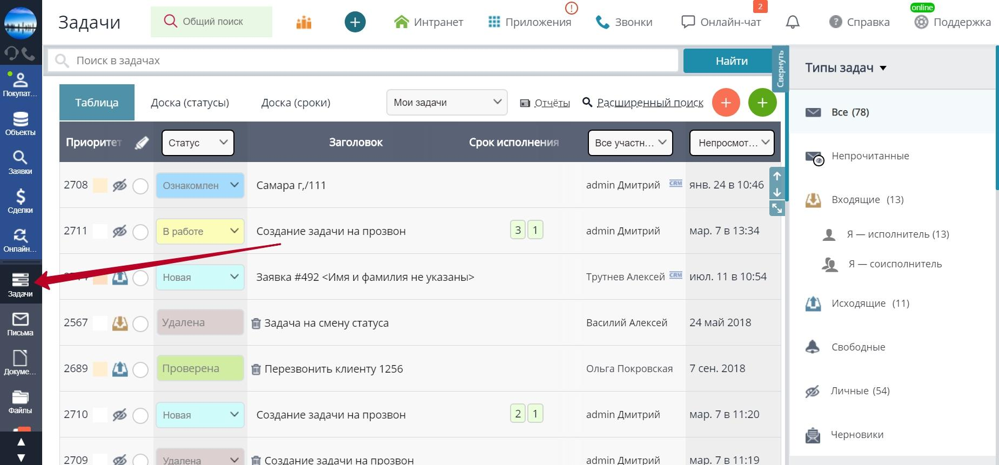 Задачи
Общий поиск
Интранет
Приложения
!
Звонки
Онлайн-чат
2
Справка
online
Поддержка
Покупат...
Объекты
Заявки
Сделки
Онлайн...
Задачи
Письма
Докуме...
Файлы
Поиск в задачах
Найти
Свернуть
Таблица
Доска (статусы)
Доска (сроки)
Мои задачи
Отчёты
Расширенный поиск
Приоритет Статус Заголовок Срок исполнения Все участн... Непросмот...
2708 Ознакомлен Самара г,/111 admin Дмитрий CRM янв. 24 в 10:46
2711 В работе Создание задачи на прозвон 3 1 admin Дмитрий мар. 7 в 13:34
Новая Заявка #492 <Имя и фамилия не указаны> Трутнев Алексей CRM июл. 11 в 10:54
2567 Удалена Задача на смену статуса Василий Алексей 24 май 2018
2689 Проверена Перезвонить клиенту 1256 Ольга Покровская 7 сен. 2018
2710 Новая Создание задачи на прозвон 2 1 admin Дмитрий мар. 7 в 11:20
2709 Удалена Создание задачи на прозвон admin Дмитрий мар. 7 в 11:19
Типы задач
Все (78)
Непрочитанные
Входящие (13)
Я — исполнитель (13)
Я — соисполнитель
Исходящие (11)
Свободные
Личные (54)
Черновики